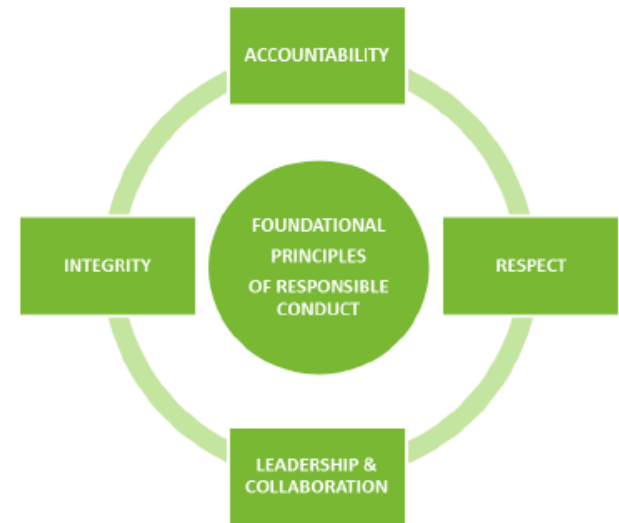 ACCOUNTABILITY
FOUNDATIONAL
PRINCIPLES
OF RESPONSIBLE
CONDUCT
INTEGRITY
RESPECT
LEADERSHIP &
COLLABORATION